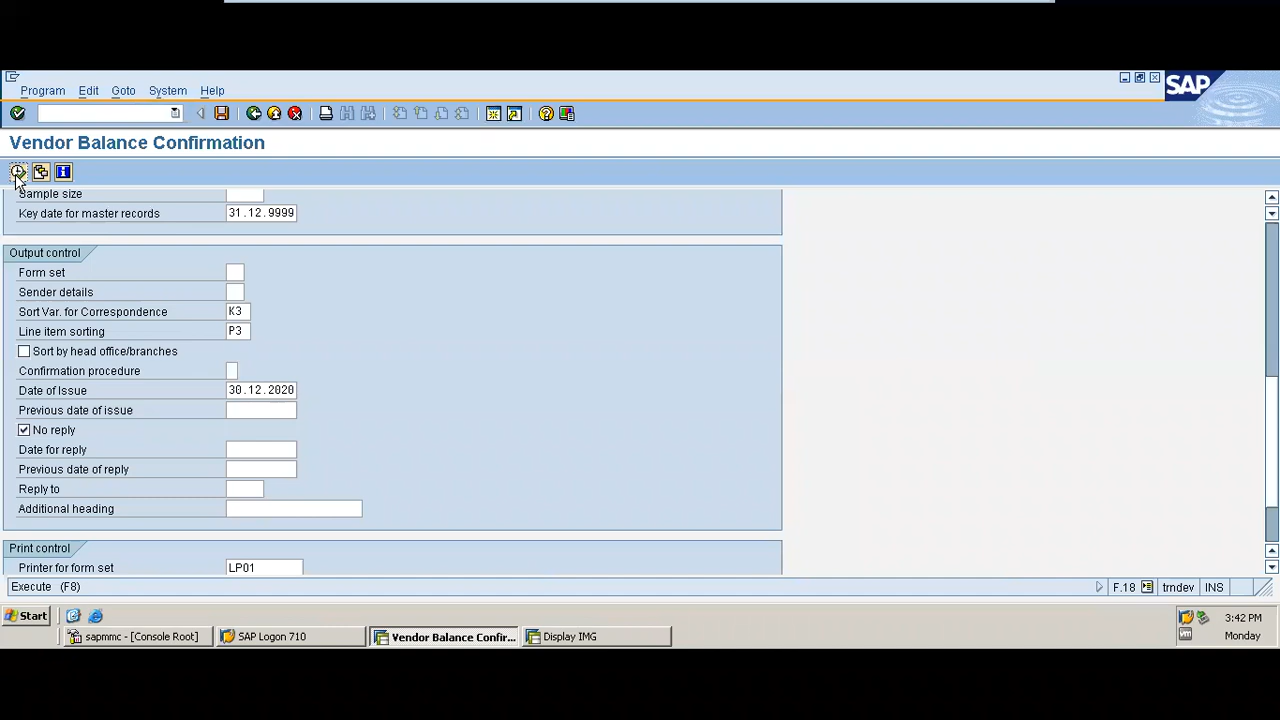 Program Edit Goto System Help
SAP
Vendor Balance Confirmation
Sample size
Key date for master records 31.12.9999
Output control
Form set
Sender details
Sort Var. for Correspondence K3
Line item sorting P3
Sort by head office/branches
Confirmation procedure
Date of Issue 30.12.2020
Previous date of issue
No reply
Date for reply
Previous date of reply
Reply to
Additional heading
Print control
Printer for form set LP01
Execute (F8) F.18 trndev INS
Start
sapmmc - [Console Root] SAP Logon 710 Vendor Balance Confir... Display IMG
3:42 PM
Monday